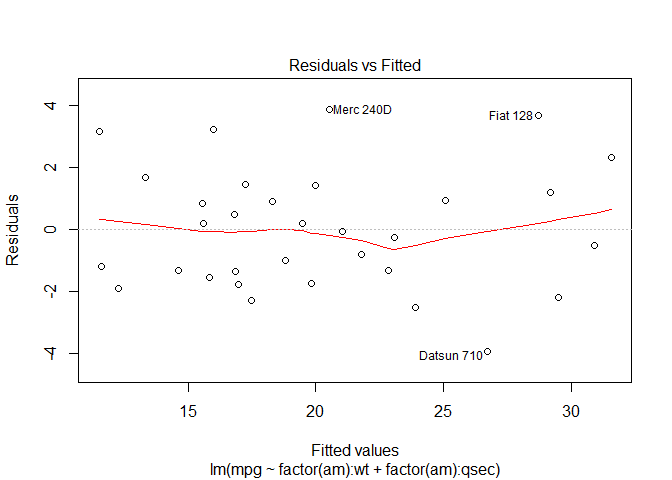 Residuals vs Fitted
Residuals
4
2
0
-2
-4
Merc 240D
Fiat 128
Datsun 710
15
20
25
30
Fitted values
lm(mpg ~ factor(am):wt + factor(am):qsec)